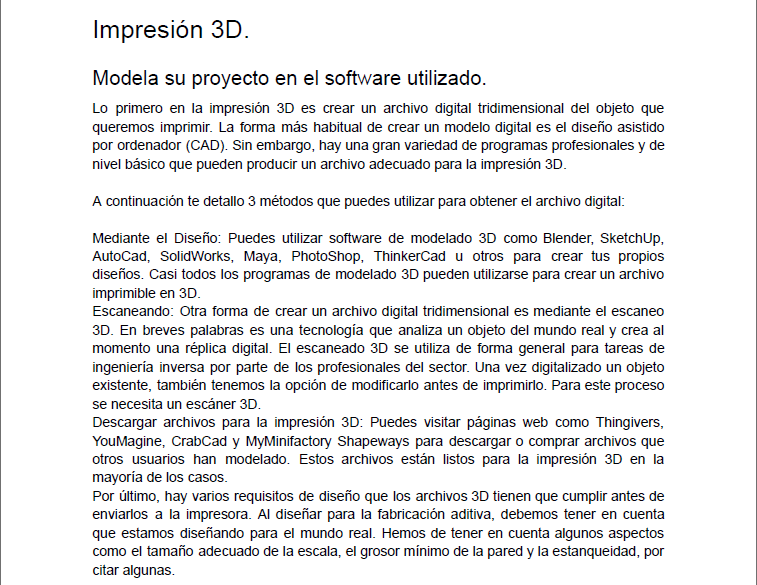 Impresión 3D.
Modela su proyecto en el software utilizado.
Lo primero en la impresión 3D es crear un archivo digital tridimensional del objeto que
queremos imprimir. La forma más habitual de crear un modelo digital es el diseño asistido
por ordenador (CAD). Sin embargo, hay una gran variedad de programas profesionales y de
nivel básico que pueden producir un archivo adecuado para la impresión 3D.
A continuación te detallo 3 métodos que puedes utilizar para obtener el archivo digital:
Mediante el Diseño: Puedes utilizar software de modelado 3D como Blender, SketchUp,
AutoCad, SolidWorks, Maya, PhotoShop, ThinkerCad u otros para crear tus propios
diseños. Casi todos los programas de modelado 3D pueden utilizarse para crear un archivo
imprimible en 3D.
Escaneando: Otra forma de crear un archivo digital tridimensional es mediante el escaneo
3D. En breves palabras es una tecnología que analiza un objeto del mundo real y crea al
momento una réplica digital. El escaneado 3D se utiliza de forma general para tareas de
ingeniería inversa por parte de los profesionales del sector. Una vez digitalizado un objeto
existente, también tenemos la opción de modificarlo antes de imprimirlo. Para este proceso
se necesita un escáner 3D.
Descargar archivos para la impresión 3D: Puedes visitar páginas web como Thingivers,
YouMagine, CrabCad y MyMinifactory Shapeways para descargar o comprar archivos que
otros usuarios han modelado. Estos archivos están listos para la impresión 3D en la
mayoría de los casos.
Por último, hay varios requisitos de diseño que los archivos 3D tienen que cumplir antes de
enviarlos a la impresora. Al diseñar para la fabricación aditiva, debemos tener en cuenta
que estamos diseñando para el mundo real. Hemos de tener en cuenta algunos aspectos
como el tamaño adecuado de la escala, el grosor mínimo de la pared y la estanqueidad, por
citar algunas.